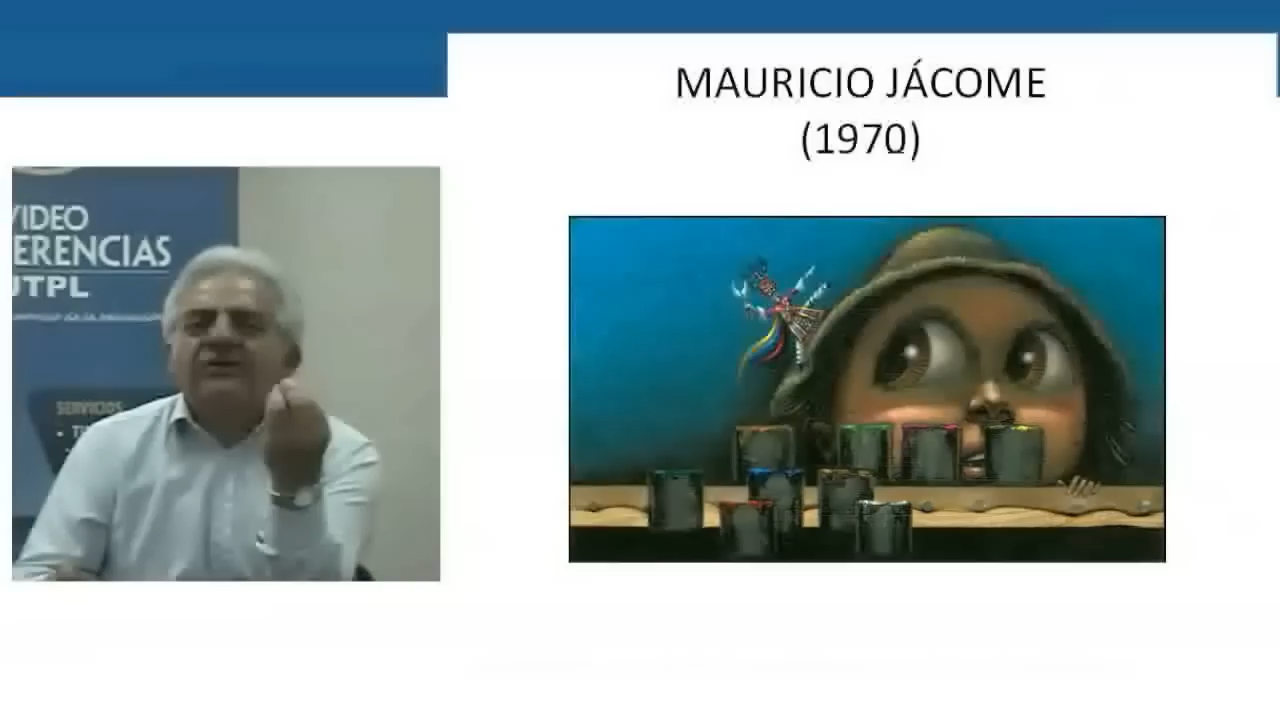 MAURICIO JÁCOME
(1970)
VIDEO
ERENCIAS
UTPL
SERVICIOS